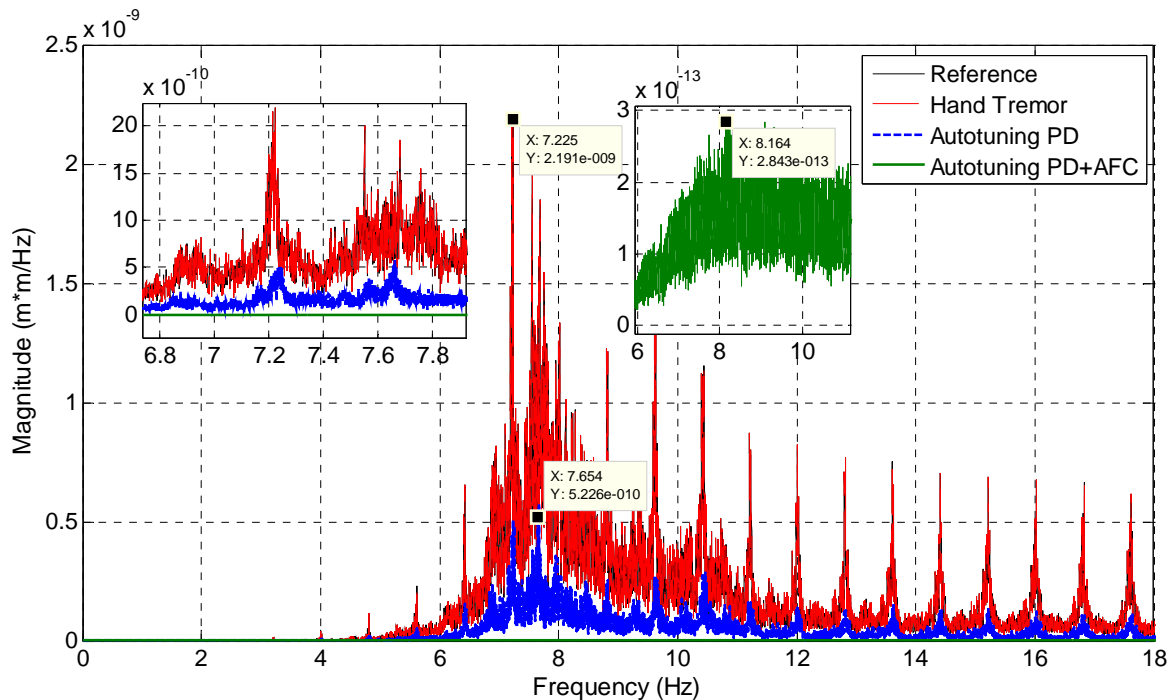 x 10^-9
2.5
2
1.5
1
0.5
0
Magnitude (m*m/Hz)
0 2 4 6 8 10 12 14 16 18
Frequency (Hz)
x 10^-10
20
15
10
5
0
6.8 7 7.2 7.4 7.6 7.8
X: 7.225
Y: 2.191e-009
X: 7.654
Y: 5.226e-010
x 10^-13
3
2
1
0
6 8 10
X: 8.164
Y: 2.843e-013
Reference
Hand Tremor
Autotuning PD
Autotuning PD+AFC